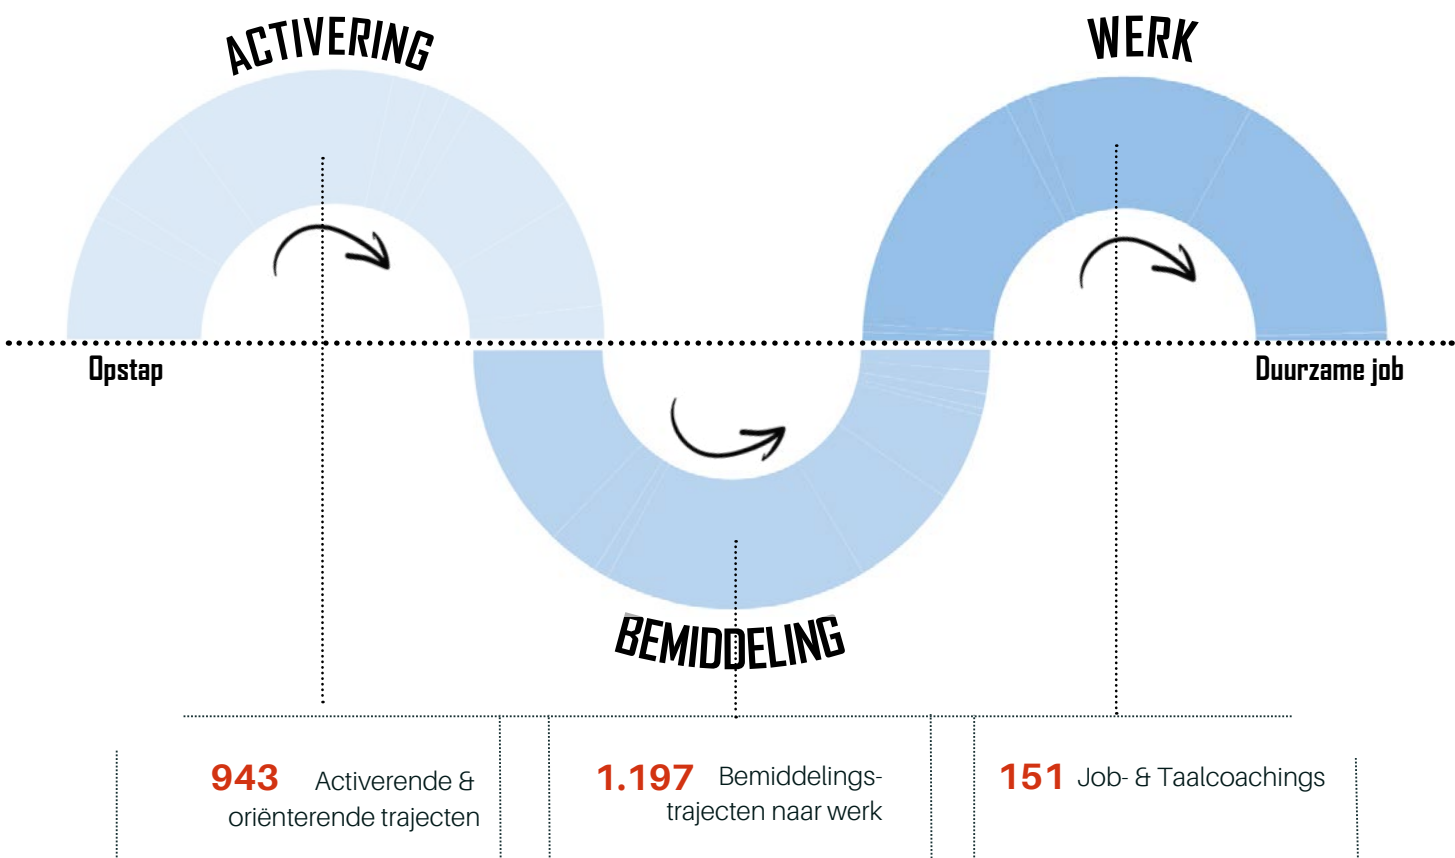 ACTIVERING
WERK
Opstap
Duurzame job
BEMIDDELING
943 Activerende &
oriënterende trajecten
1.197 Bemiddelings-
trajecten naar werk
151 Job- & Taalcoachings